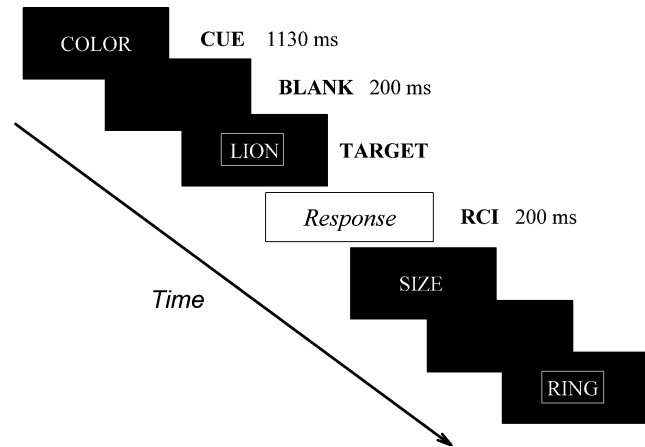 COLOR
CUE 1130 ms
BLANK 200 ms
LION
TARGET
Response
RCI 200 ms
SIZE
Time
RING